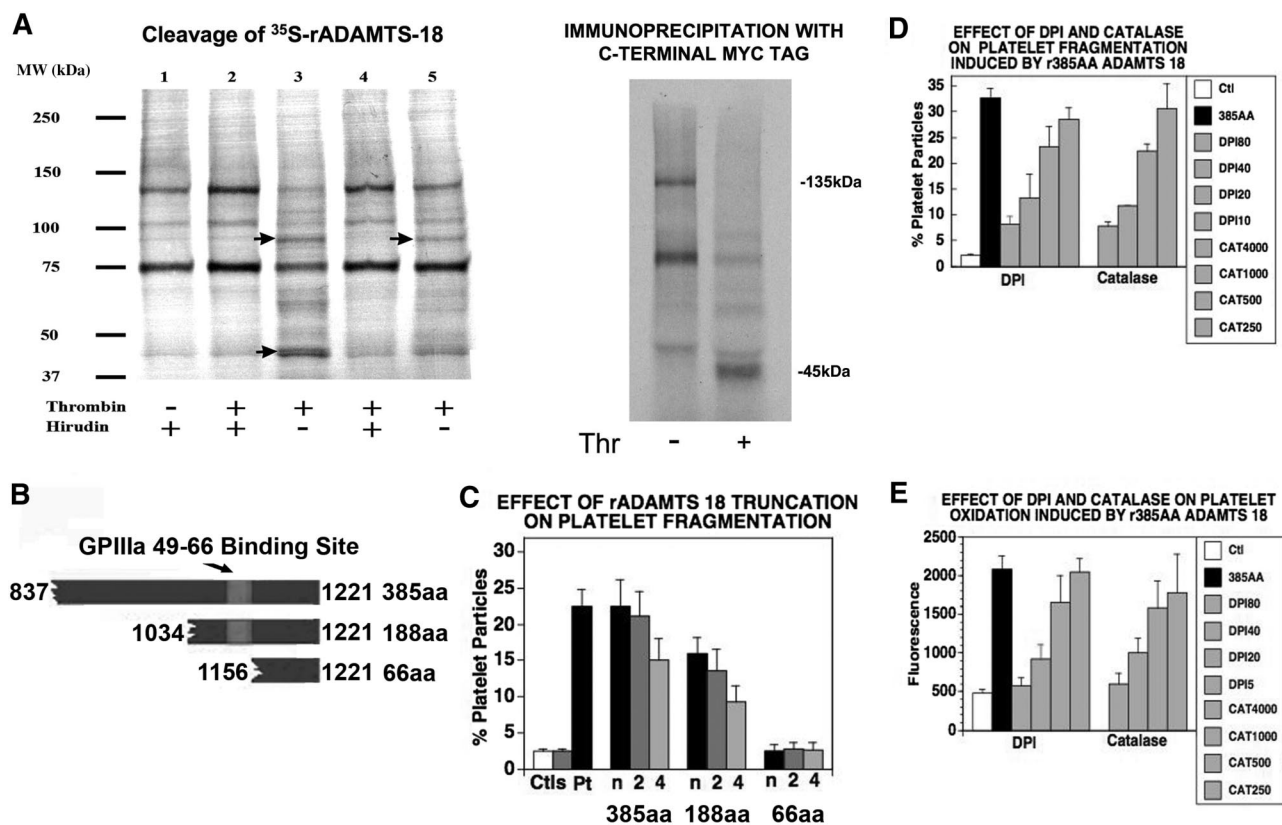 A
Cleavage of ³⁵S-rADAMTS-18
MW (kDa)
1 2 3 4 5
250
150
100
75
50
37
Thrombin - + + + +
Hirudin + + - + -
IMMUNOPRECIPITATION WITH
C-TERMINAL MYC TAG
-135kDa
-45kDa
Thr - +
B
GPIIIa 49-66 Binding Site
837 1221 385aa
1034 1221 188aa
1156 1221 66aa
C
EFFECT OF rADAMTS 18 TRUNCATION
ON PLATELET FRAGMENTATION
% Platelet Particles
30
25
20
15
10
5
0
Ctls Pt n 2 4 n 2 4 n 2 4
385aa 188aa 66aa
D
EFFECT OF DPI AND CATALASE
ON PLATELET FRAGMENTATION
INDUCED BY r385AA ADAMTS 18
% Platelet Particles
35
30
25
20
15
10
5
0
DPI Catalase
Ctl
385AA
DPI80
DPI40
DPI20
DPI10
CAT4000
CAT1000
CAT500
CAT250
E
EFFECT OF DPI AND CATALASE ON PLATELET
OXIDATION INDUCED BY r385AA ADAMTS 18
Fluorescence
2500
2000
1500
1000
500
0
DPI Catalase
Ctl
385AA
DPI80
DPI40
DPI20
DPI5
CAT4000
CAT1000
CAT500
CAT250